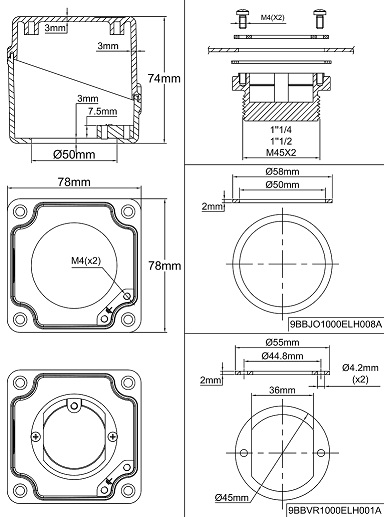 3mm
3mm
74mm
3mm
7.5mm
Ø50mm
M4(X2)
1"1/4
1"1/2
M45X2
78mm
78mm
M4(x2)
Ø58mm
Ø50mm
2mm
9BBJO1000ELH008A
Ø55mm
Ø44.8mm
Ø4.2mm
(x2)
2mm
36mm
Ø45mm
9BBVR1000ELH001A